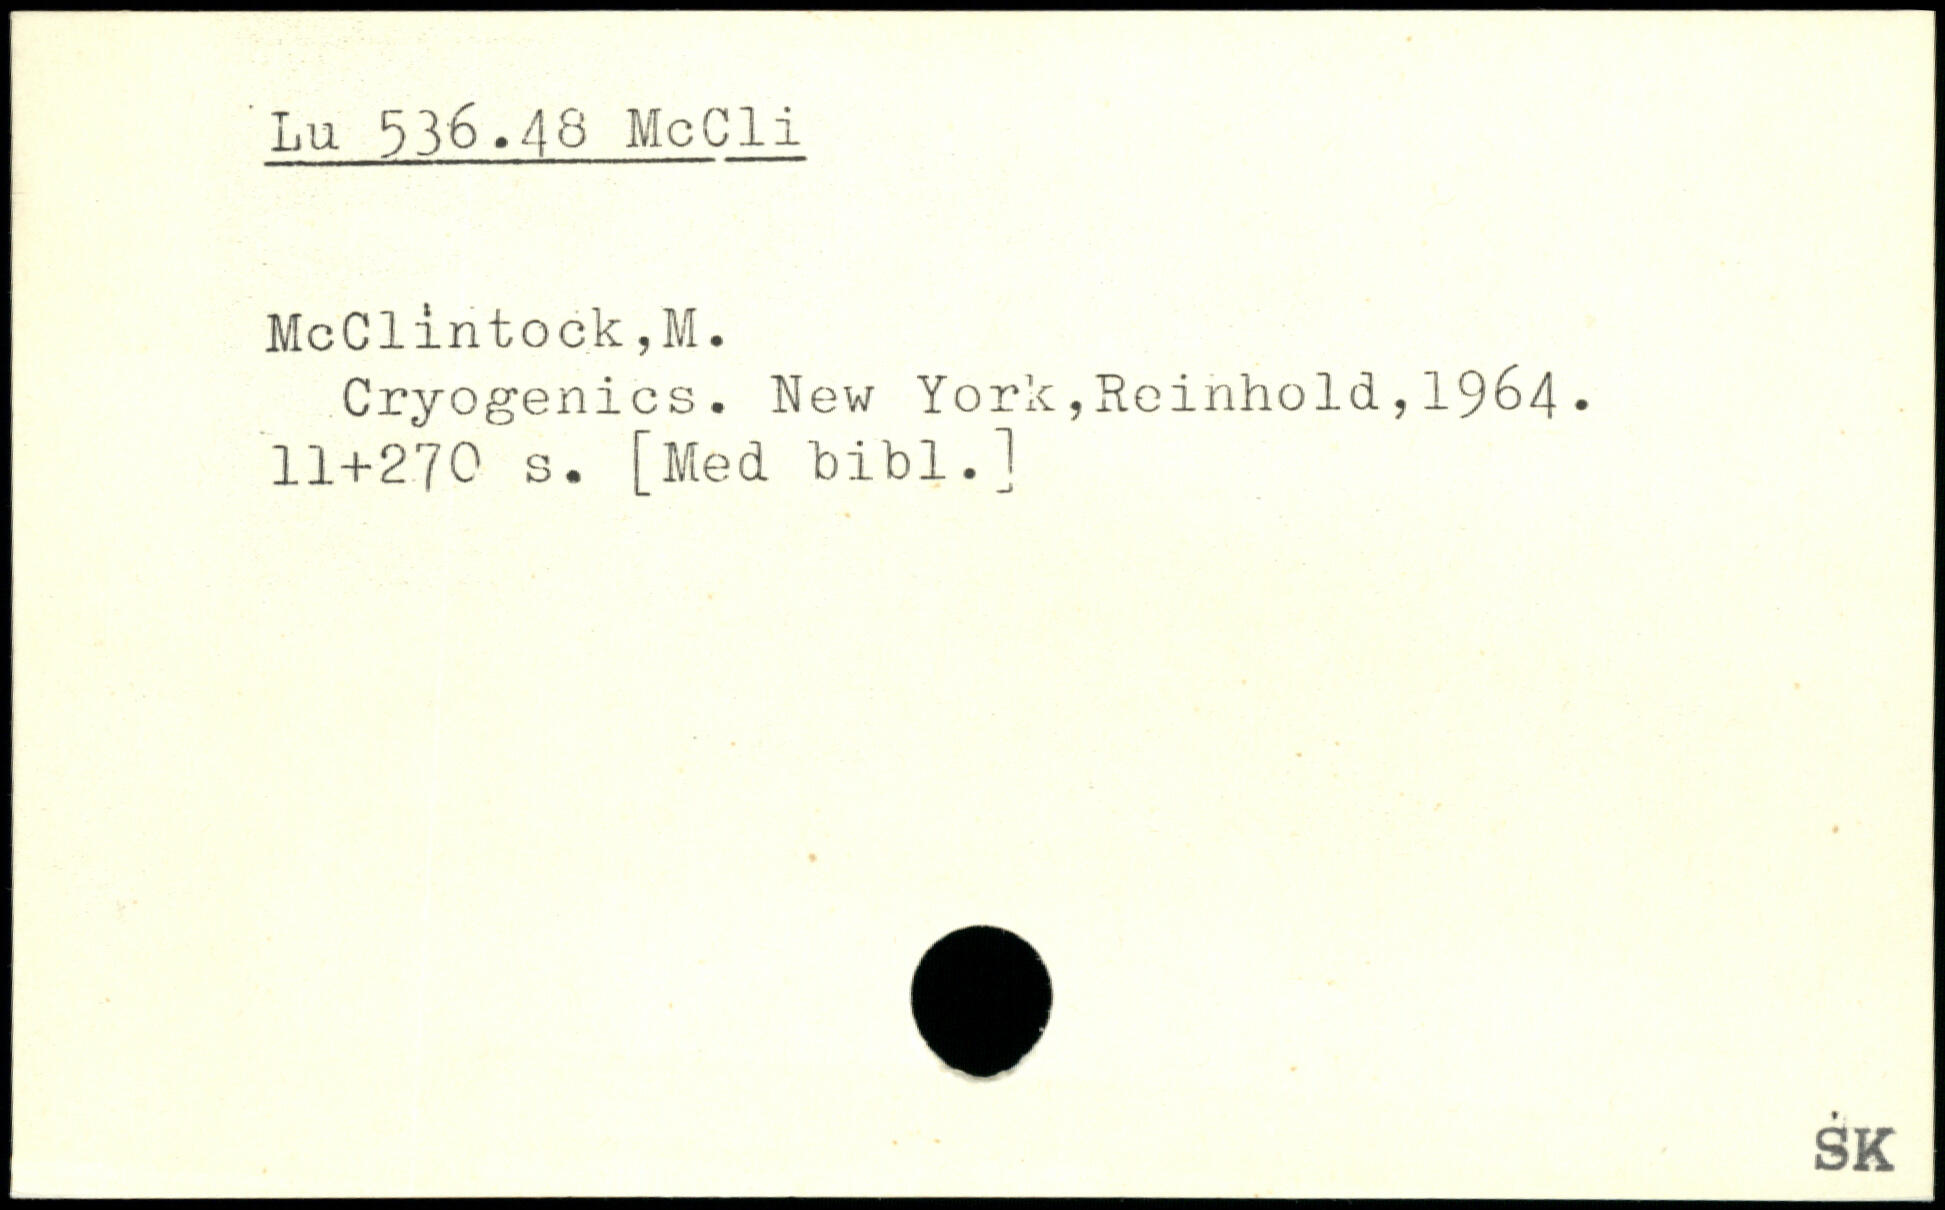 Lu 536.48 McCli
McClintock,M.
Cryogenics. New York,Reinhold,1964.
11+270 s. [Med bibl.]
SK